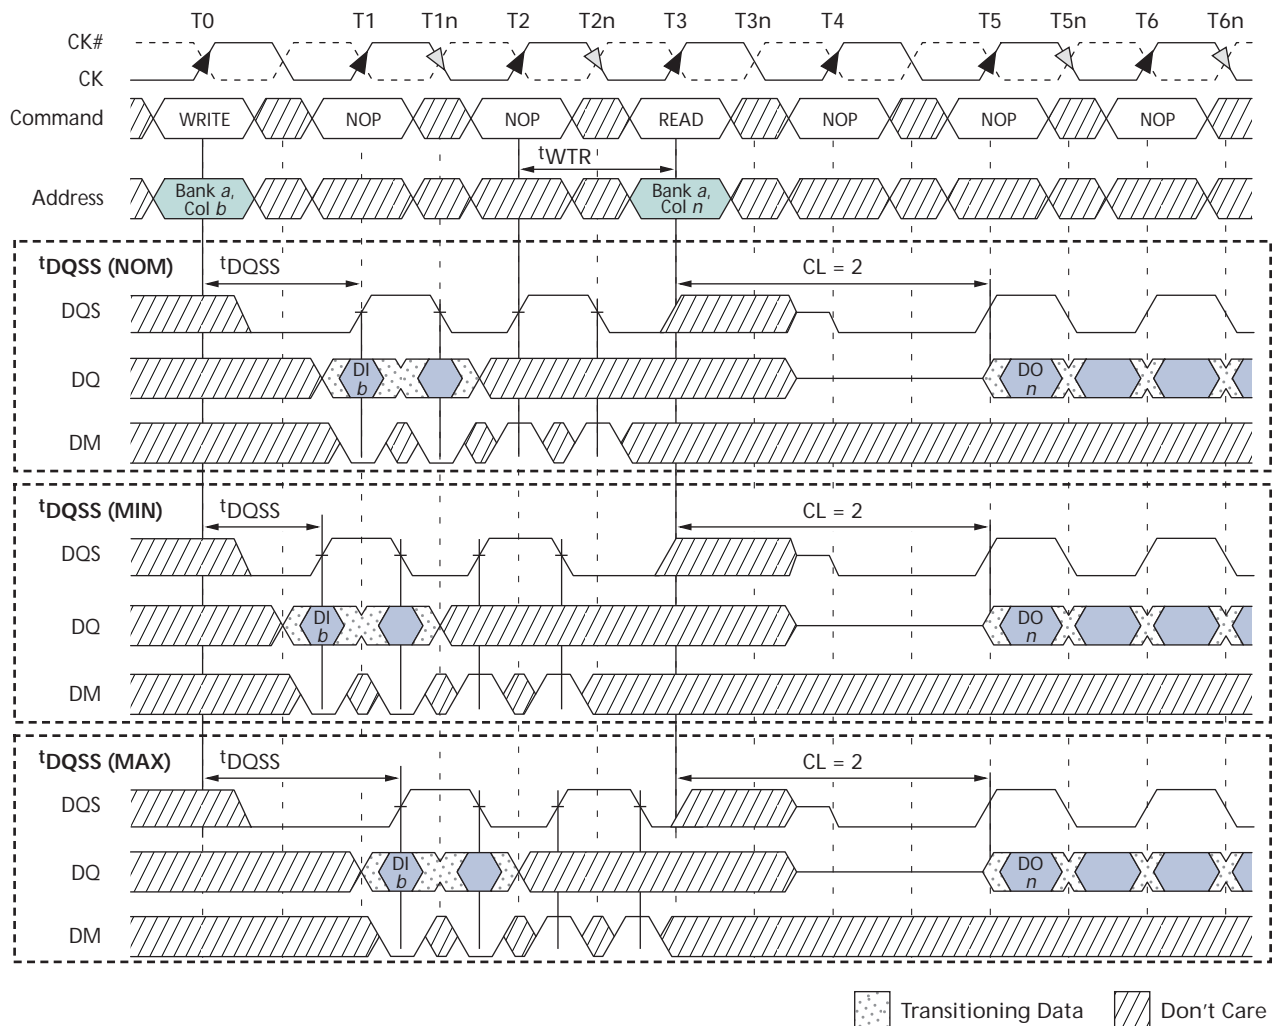 T0 T1 T1n T2 T2n T3 T3n T4 T5 T5n T6 T6n
CK#
CK
Command WRITE NOP NOP READ NOP NOP NOP
tWTR
Address Bank a, Col b Bank a, Col n
tDQSS (NOM) tDQSS CL = 2
DQS
DQ DI b DO n
DM
tDQSS (MIN) tDQSS CL = 2
DQS
DQ DI b DO n
DM
tDQSS (MAX) tDQSS CL = 2
DQS
DQ DI b DO n
DM
Transitioning Data Don't Care